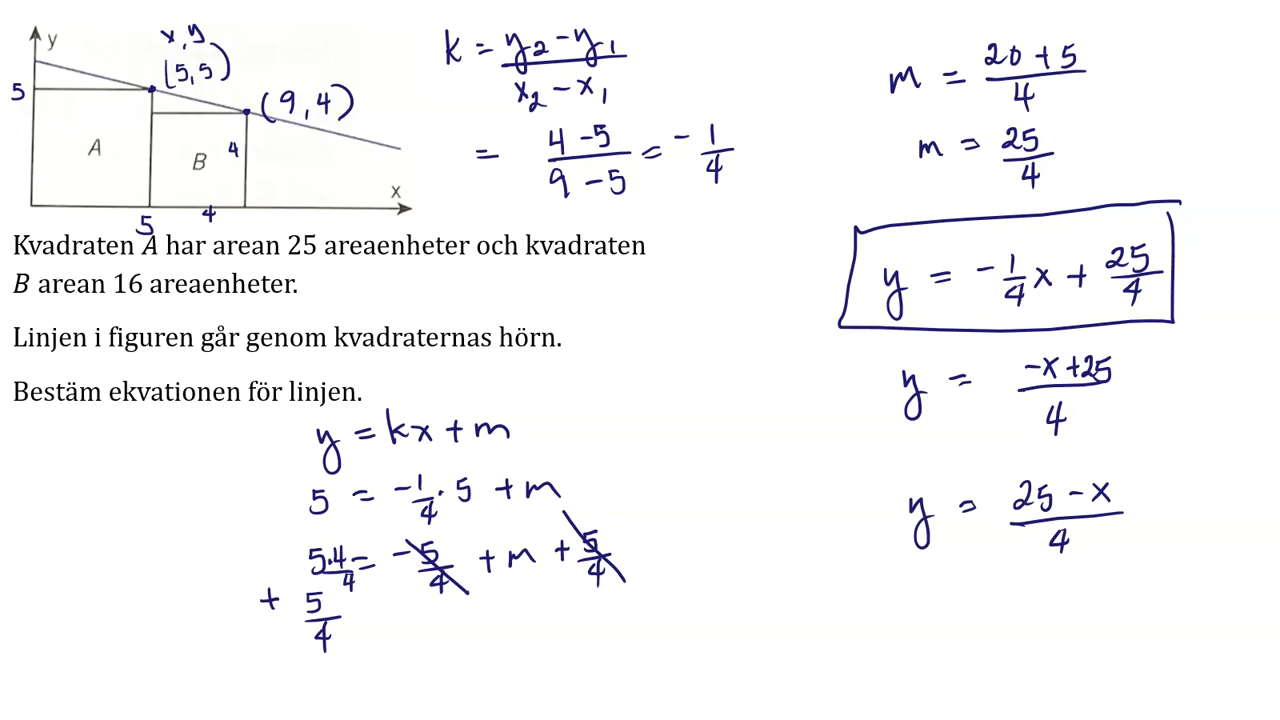 y
x, y
(5,5)
5
(9,4)
A
B
4
x
5
4
Kvadraten A har arean 25 areaenheter och kvadraten
B arean 16 areaenheter.
Linjen i figuren går genom kvadraternas hörn.
Bestäm ekvationen för linjen.
y = kx + m
5 = -1/4 · 5 + m
5·4/4 = -5/4 + m + 5/4
+ 5/4
k = y₂ - y₁ / x₂ - x₁
= 4 - 5 / 9 - 5 = -1/4
m = 20 + 5 / 4
m = 25/4
y = -1/4 x + 25/4
y = -x + 25 / 4
y = 25 - x / 4